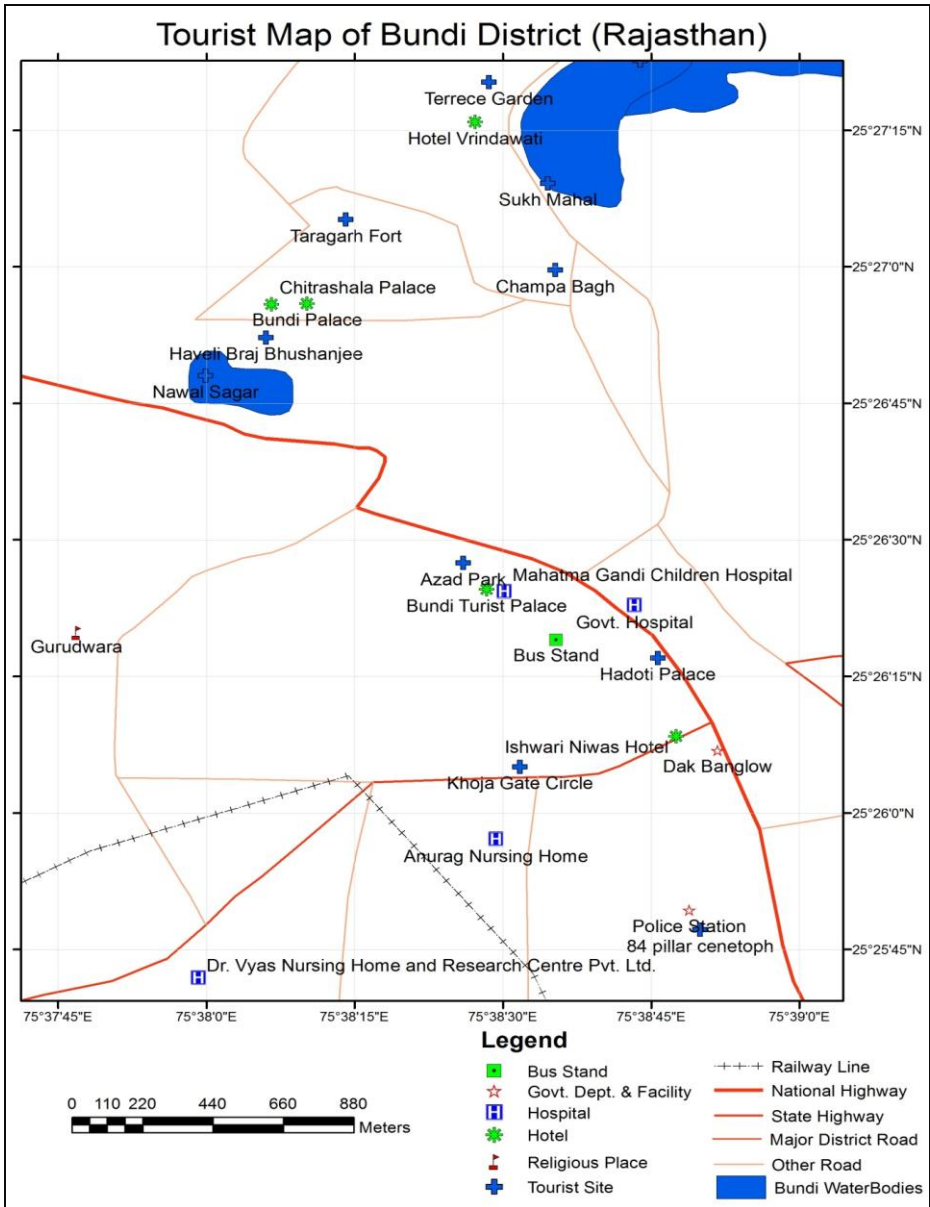 Tourist Map of Bundi District (Rajasthan)
Terrece Garden
Hotel Vrindawati
25°27'15"N
Sukh Mahal
Taragarh Fort
25°27'0"N
Champa Bagh
Chitrashala Palace
Bundi Palace
Haveli Braj Bhushanjee
Nawal Sagar
25°26'45"N
25°26'30"N
Azad Park
Mahatma Gandi Children Hospital
Bundi Turist Palace
Govt. Hospital
Gurudwara
Bus Stand
Hadoti Palace
25°26'15"N
Ishwari Niwas Hotel
Dak Banglow
Khoja Gate Circle
25°26'0"N
Anurag Nursing Home
Police Station
84 pillar cenetoph
25°25'45"N
Dr. Vyas Nursing Home and Research Centre Pvt. Ltd.
75°37'45"E 75°38'0"E 75°38'15"E 75°38'30"E 75°38'45"E 75°39'0"E
Legend
Bus Stand
Govt. Dept. & Facility
Hospital
Hotel
Religious Place
Tourist Site
Railway Line
National Highway
State Highway
Major District Road
Other Road
Bundi WaterBodies
0 110 220 440 660 880
Meters